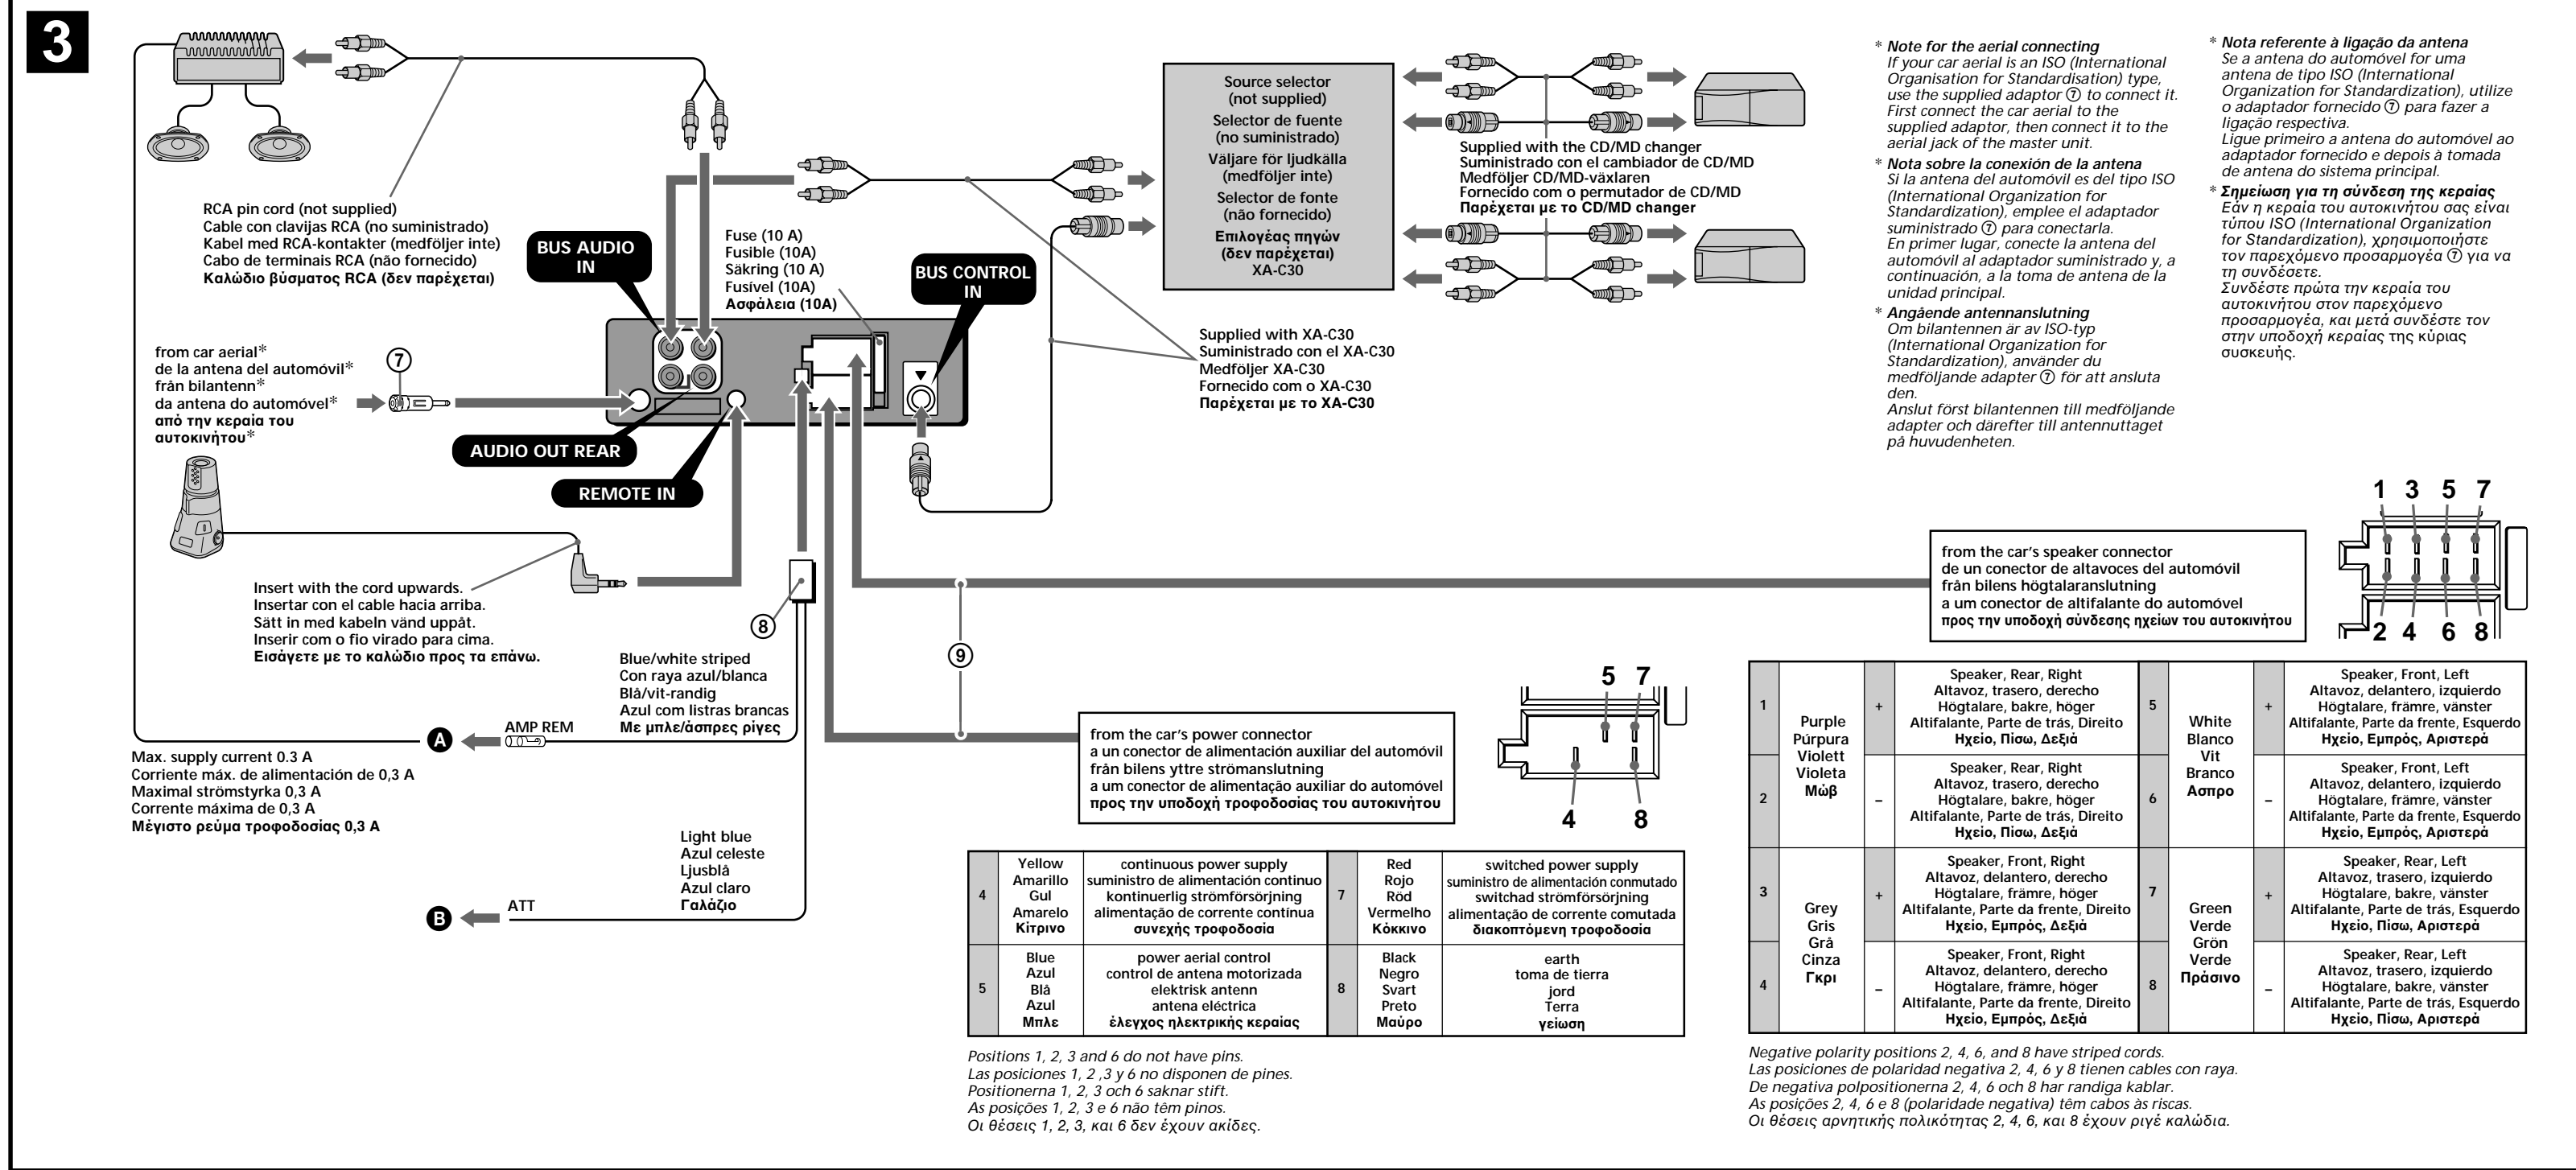 3
RCA pin cord (not supplied)
Cable con clavijas RCA (no suministrado)
Kabel med RCA-kontakter (medföljer inte)
Cabo de terminais RCA (não fornecido)
Καλώδιο βύσματος RCA (δεν παρέχεται)
BUS AUDIO
IN
Fuse (10 A)
Fusible (10A)
Säkring (10 A)
Fusível (10A)
Ασφάλεια (10A)
BUS CONTROL
IN
Source selector
(not supplied)
Selector de fuente
(no suministrado)
Väljare för ljudkälla
(medföljer inte)
Selector de fonte
(não fornecido)
Επιλογέας πηγών
(δεν παρέχεται)
XA-C30
Supplied with the CD/MD changer
Suministrado con el cambiador de CD/MD
Medföljer CD/MD-växlaren
Fornecido com o permutador de CD/MD
Παρέχεται με το CD/MD changer
Supplied with XA-C30
Suministrado con el XA-C30
Medföljer XA-C30
Fornecido com o XA-C30
Παρέχεται με το XA-C30
from car aerial*
de la antena del automóvil*
från bilantenn*
da antena do automóvel*
από την κεραία του
αυτοκινήτου*
⑦
AUDIO OUT REAR
REMOTE IN
Insert with the cord upwards.
Insertar con el cable hacia arriba.
Sätt in med kabeln vänd uppåt.
Inserir com o fio virado para cima.
Εισάγετε με το καλώδιο προς τα επάνω.
⑧
⑨
Blue/white striped
Con raya azul/blanca
Blå/vit-randig
Azul com listras brancas
Με μπλε/άσπρες ρίγες
A
AMP REM
Max. supply current 0.3 A
Corriente máx. de alimentación de 0,3 A
Maximal strömstyrka 0,3 A
Corrente máxima de 0,3 A
Μέγιστο ρεύμα τροφοδοσίας 0,3 A
Light blue
Azul celeste
Ljusblå
Azul claro
Γαλάζιο
B
ATT
* Note for the aerial connecting
If your car aerial is an ISO (International
Organisation for Standardisation) type,
use the supplied adaptor ⑦ to connect it.
First connect the car aerial to the
supplied adaptor, then connect it to the
aerial jack of the master unit.
* Nota sobre la conexión de la antena
Si la antena del automóvil es del tipo ISO
(International Organization for
Standardization), emplee el adaptador
suministrado ⑦ para conectarla.
En primer lugar, conecte la antena del
automóvil al adaptador suministrado y, a
continuación, a la toma de antena de la
unidad principal.
* Angående antennanslutning
Om bilantennen är av ISO-typ
(International Organization for
Standardization), använder du
medföljande adapter ⑦ för att ansluta
den.
Anslut först bilantennen till medföljande
adapter och därefter till antennuttaget
på huvudenheten.
* Nota referente à ligação da antena
Se a antena do automóvel for uma
antena de tipo ISO (International
Organization for Standardization), utilize
o adaptador fornecido ⑦ para fazer a
ligação respectiva.
Ligue primeiro a antena do automóvel ao
adaptador fornecido e depois à tomada
de antena do sistema principal.
* Σημείωση για τη σύνδεση της κεραίας
Εάν η κεραία του αυτοκινήτου σας είναι
τύπου ISO (International Organization
for Standardization), χρησιμοποιήστε
τον παρεχόμενο προσαρμογέα ⑦ για να
τη συνδέσετε.
Συνδέστε πρώτα την κεραία του
αυτοκινήτου στον παρεχόμενο
προσαρμογέα, και μετά συνδέστε τον
στην υποδοχή κεραίας της κύριας
συσκευής.
from the car's speaker connector
de un conector de altavoces del automóvil
från bilens högtalaranslutning
a um conector de altifalante do automóvel
προς την υποδοχή σύνδεσης ηχείων του αυτοκινήτου
1 3 5 7
2 4 6 8
from the car's power connector
a un conector de alimentación auxiliar del automóvil
från bilens yttre strömanslutning
a um conector de alimentação auxiliar do automóvel
προς την υποδοχή τροφοδοσίας του αυτοκινήτου
5 7
4 8
4
Yellow
Amarillo
Gul
Amarelo
Κίτρινο
continuous power supply
suministro de alimentación continuo
kontinuerlig strömförsörjning
alimentação de corrente contínua
συνεχής τροφοδοσία
7
Red
Rojo
Röd
Vermelho
Κόκκινο
switched power supply
suministro de alimentación conmutado
switchad strömförsörjning
alimentação de corrente comutada
διακοπτόμενη τροφοδοσία
5
Blue
Azul
Blå
Azul
Μπλε
power aerial control
control de antena motorizada
elektrisk antenn
antena eléctrica
έλεγχος ηλεκτρικής κεραίας
8
Black
Negro
Svart
Preto
Μαύρο
earth
toma de tierra
jord
Terra
γείωση
Positions 1, 2, 3 and 6 do not have pins.
Las posiciones 1, 2 ,3 y 6 no disponen de pines.
Positionerna 1, 2, 3 och 6 saknar stift.
As posições 1, 2, 3 e 6 não têm pinos.
Οι θέσεις 1, 2, 3, και 6 δεν έχουν ακίδες.
1
Purple
Púrpura
Violett
Violeta
Μώβ
+
Speaker, Rear, Right
Altavoz, trasero, derecho
Högtalare, bakre, höger
Altifalante, Parte de trás, Direito
Ηχείο, Πίσω, Δεξιά
5
White
Blanco
Vit
Branco
Ασπρο
+
Speaker, Front, Left
Altavoz, delantero, izquierdo
Högtalare, främre, vänster
Altifalante, Parte da frente, Esquerdo
Ηχείο, Εμπρός, Αριστερά
2
–
Speaker, Rear, Right
Altavoz, trasero, derecho
Högtalare, bakre, höger
Altifalante, Parte de trás, Direito
Ηχείο, Πίσω, Δεξιά
6
–
Speaker, Front, Left
Altavoz, delantero, izquierdo
Högtalare, främre, vänster
Altifalante, Parte da frente, Esquerdo
Ηχείο, Εμπρός, Αριστερά
3
Grey
Gris
Grå
Cinza
Γκρι
+
Speaker, Front, Right
Altavoz, delantero, derecho
Högtalare, främre, höger
Altifalante, Parte da frente, Direito
Ηχείο, Εμπρός, Δεξιά
7
Green
Verde
Grön
Verde
Πράσινο
+
Speaker, Rear, Left
Altavoz, trasero, izquierdo
Högtalare, bakre, vänster
Altifalante, Parte de trás, Esquerdo
Ηχείο, Πίσω, Αριστερά
4
–
Speaker, Front, Right
Altavoz, delantero, derecho
Högtalare, främre, höger
Altifalante, Parte da frente, Direito
Ηχείο, Εμπρός, Δεξιά
8
–
Speaker, Rear, Left
Altavoz, trasero, izquierdo
Högtalare, bakre, vänster
Altifalante, Parte de trás, Esquerdo
Ηχείο, Πίσω, Αριστερά
Negative polarity positions 2, 4, 6, and 8 have striped cords.
Las posiciones de polaridad negativa 2, 4, 6 y 8 tienen cables con raya.
De negativa polpositionerna 2, 4, 6 och 8 har randiga kablar.
As posições 2, 4, 6 e 8 (polaridade negativa) têm cabos às riscas.
Οι θέσεις αρνητικής πολικότητας 2, 4, 6, και 8 έχουν ριγέ καλώδια.